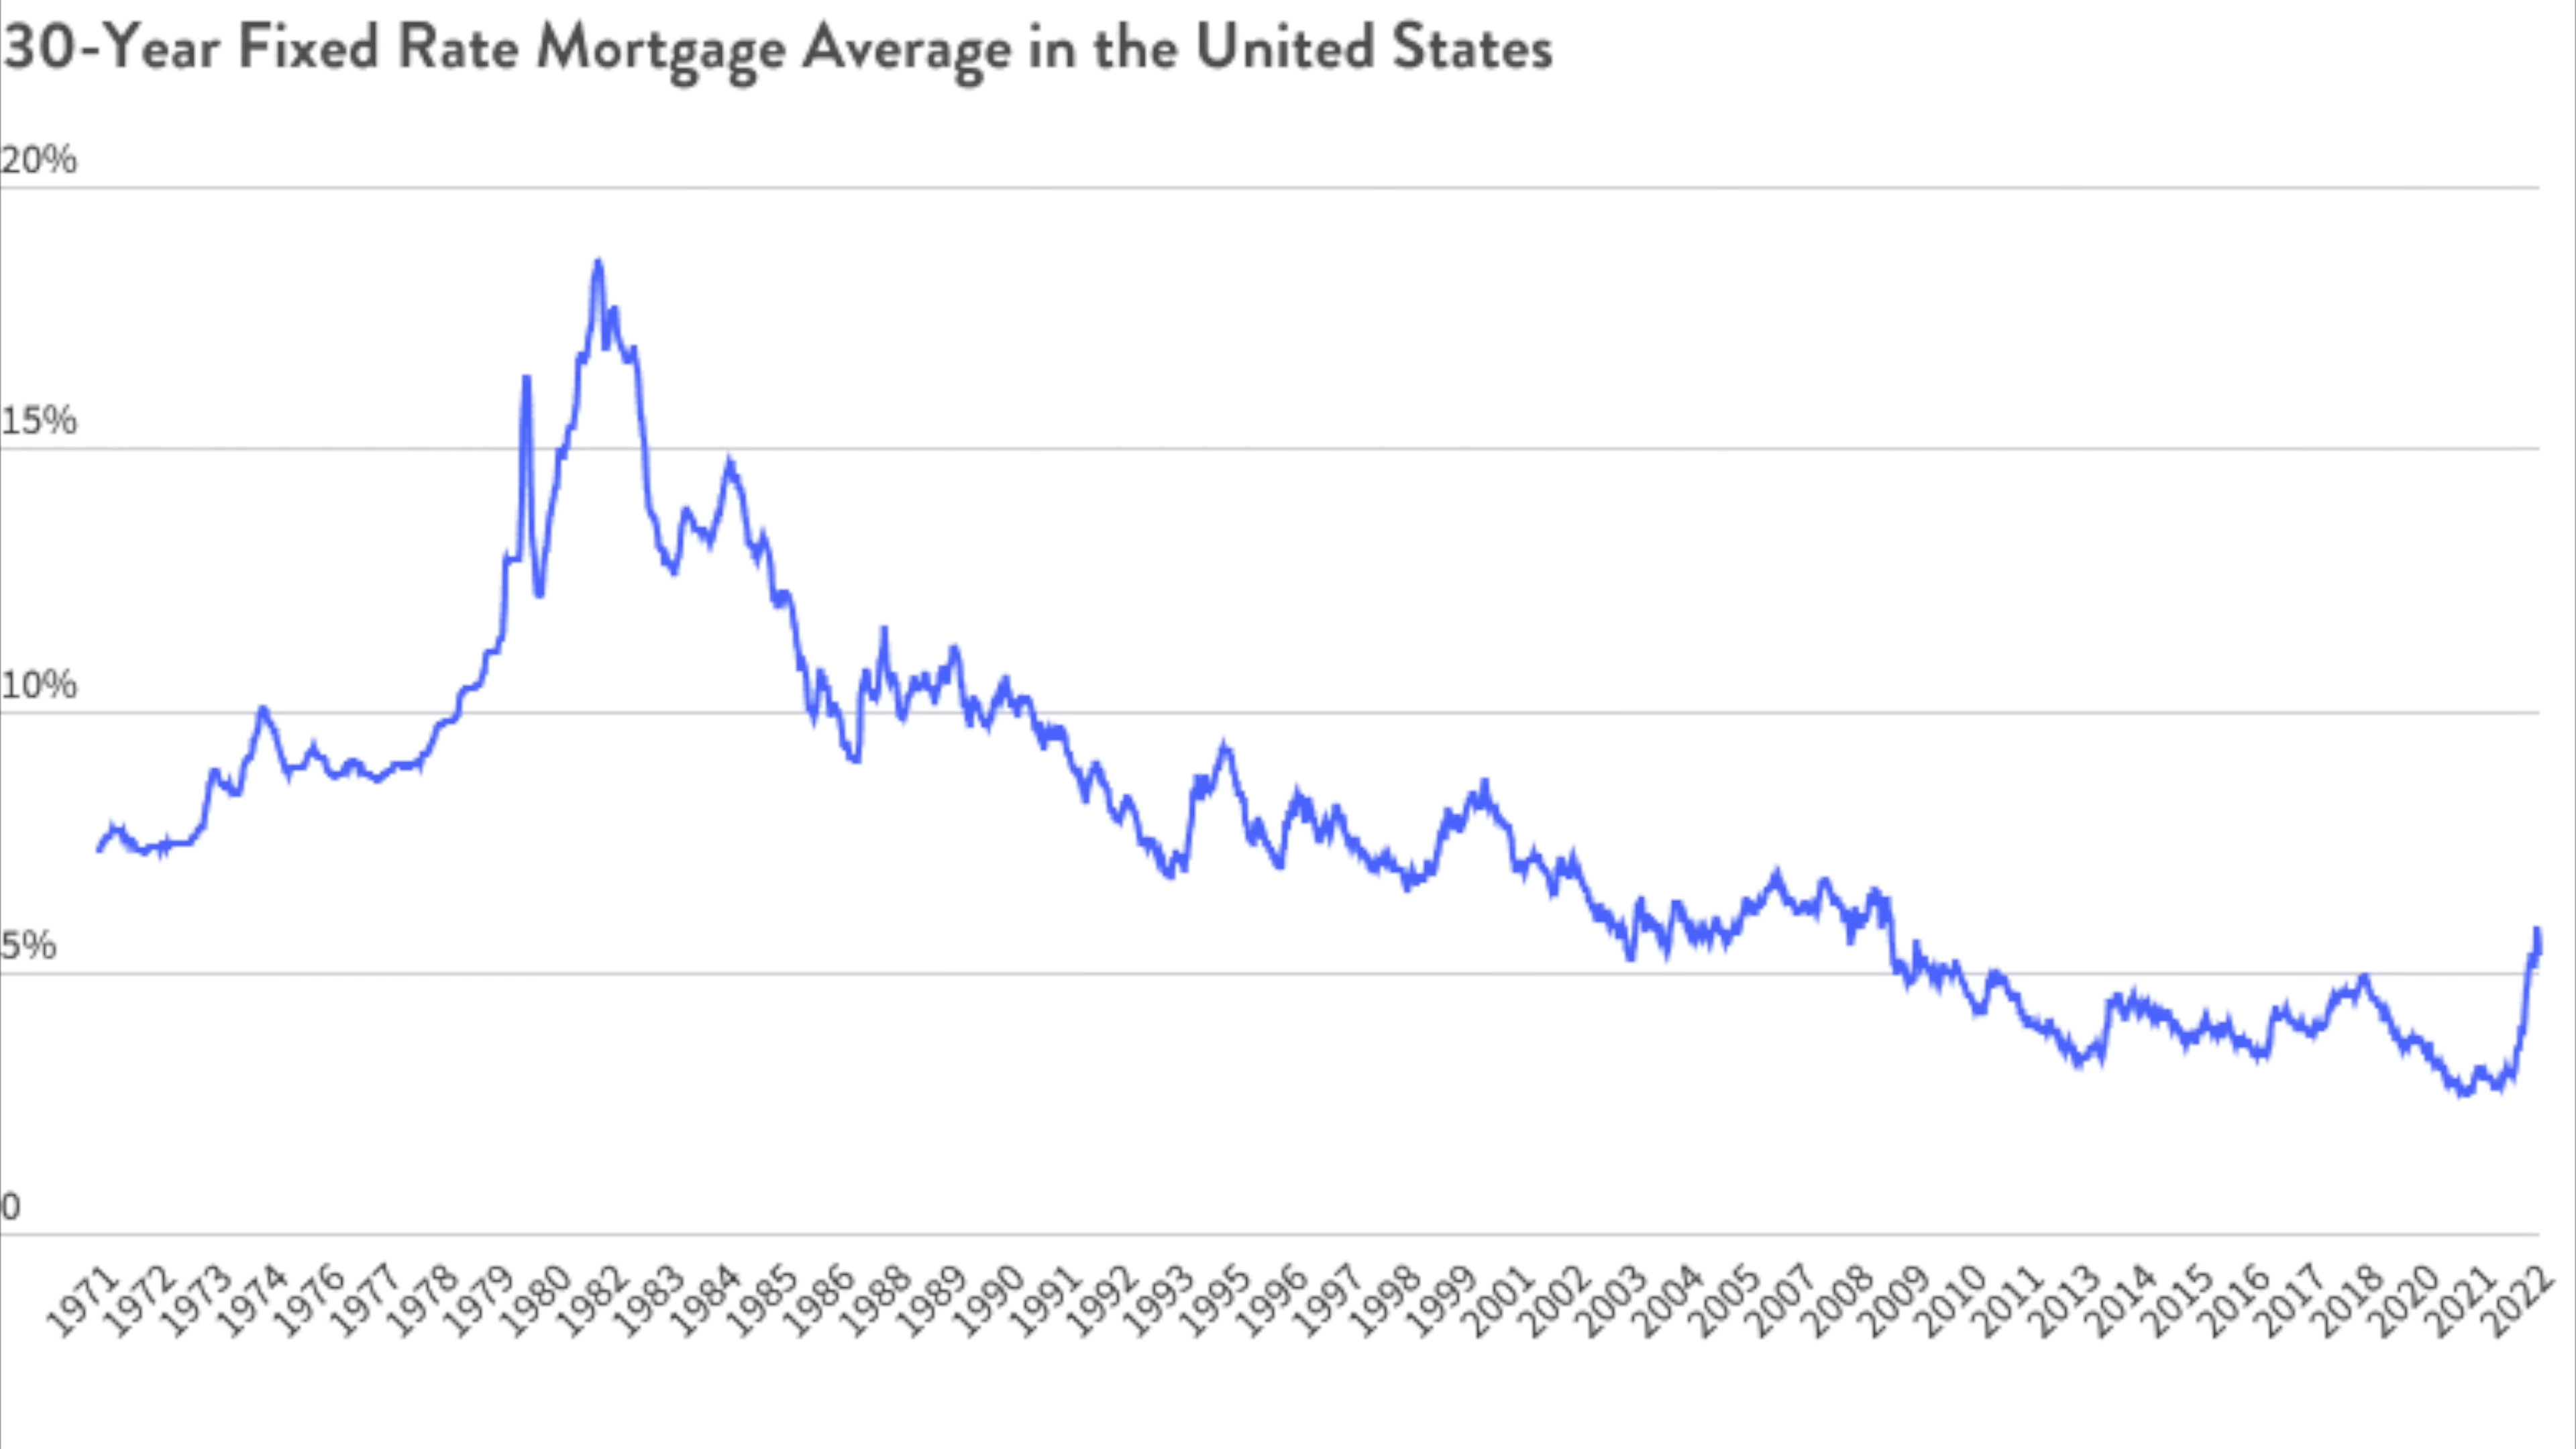 30-Year Fixed Rate Mortgage Average in the United States
20%
15%
10%
5%
0
1971 1972 1973 1974 1976 1977 1978 1979 1980 1982 1983 1984 1985 1986 1988 1989 1990 1991 1992 1993 1995 1996 1997 1998 1999 2001 2002 2003 2004 2005 2007 2008 2009 2010 2011 2013 2014 2015 2016 2017 2018 2020 2021 2022